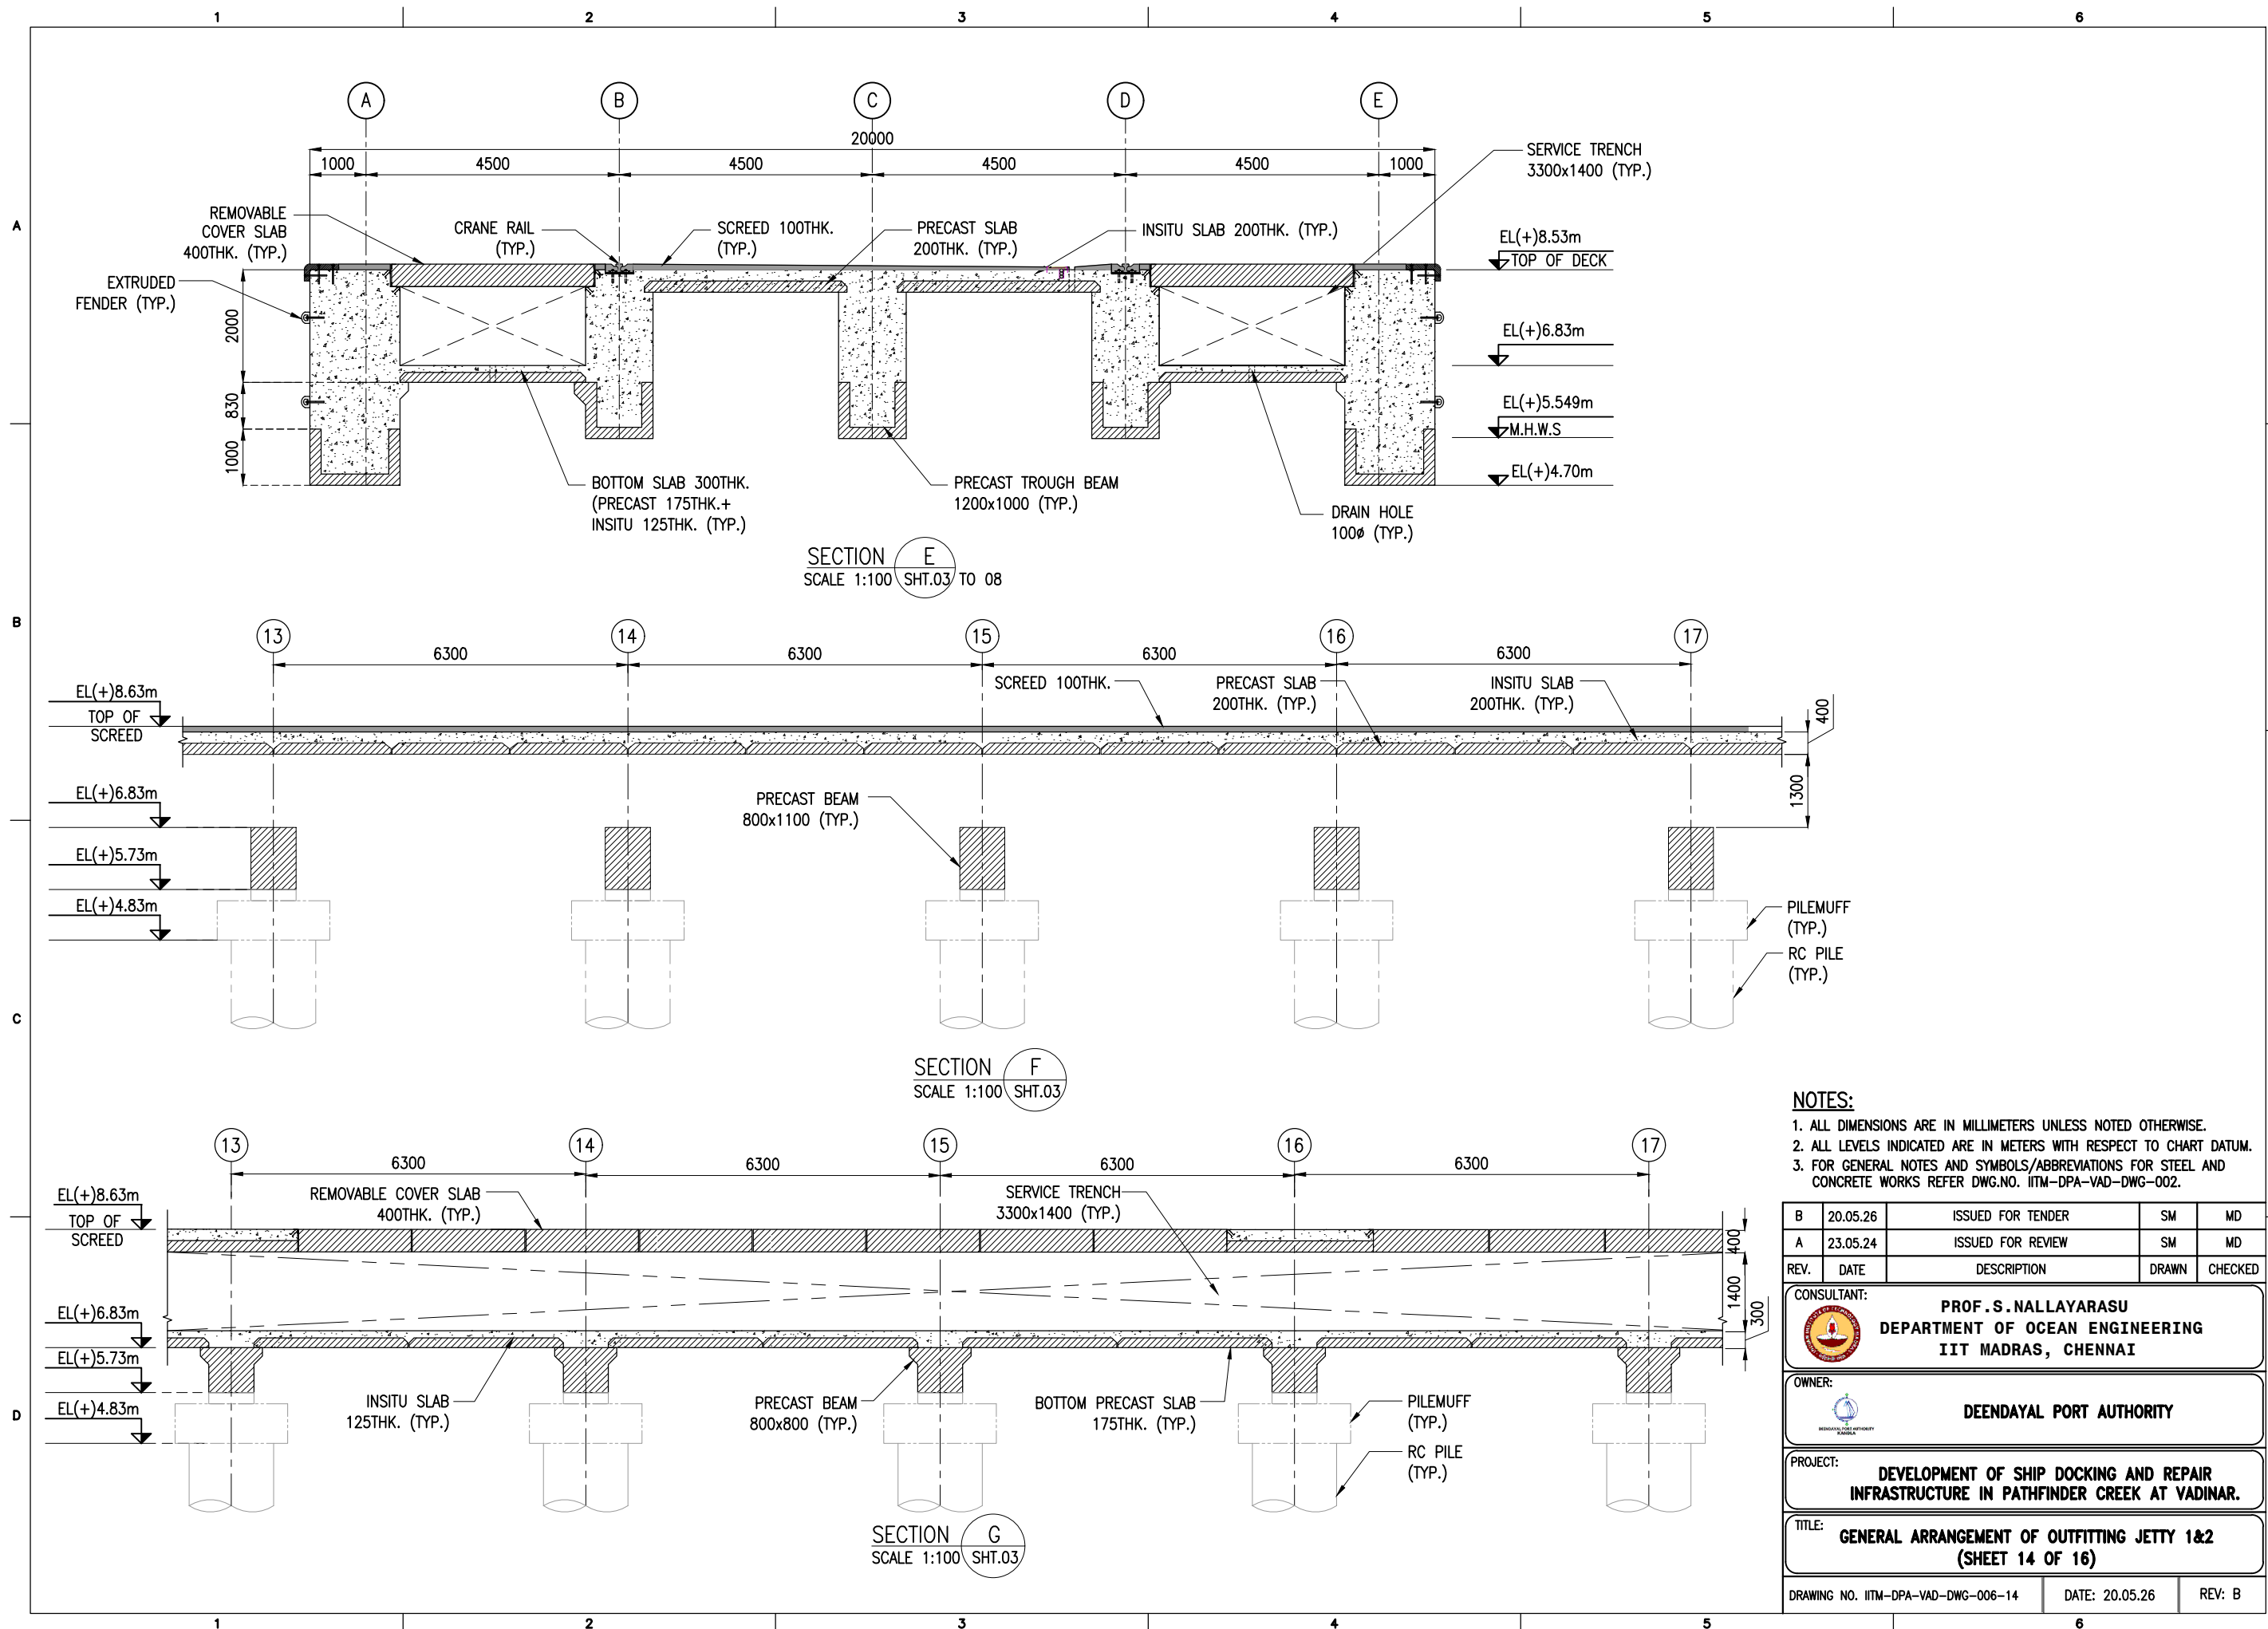 1 2 3 4 5 6
A
B
C
D
A B C D E
20000
1000 4500 4500 4500 4500 1000
SERVICE TRENCH
3300x1400 (TYP.)
REMOVABLE
COVER SLAB
400THK. (TYP.)
CRANE RAIL
(TYP.)
SCREED 100THK.
(TYP.)
PRECAST SLAB
200THK. (TYP.)
INSITU SLAB 200THK. (TYP.)
EL(+)8.53m
TOP OF DECK
EXTRUDED
FENDER (TYP.)
2000
830
1000
EL(+)6.83m
EL(+)5.549m
M.H.W.S
EL(+)4.70m
BOTTOM SLAB 300THK.
(PRECAST 175THK.+
INSITU 125THK. (TYP.)
PRECAST TROUGH BEAM
1200x1000 (TYP.)
DRAIN HOLE
100ø (TYP.)
SECTION E
SCALE 1:100 SHT.03 TO 08
13 14 15 16 17
6300 6300 6300 6300
EL(+)8.63m
TOP OF
SCREED
SCREED 100THK.
PRECAST SLAB
200THK. (TYP.)
INSITU SLAB
200THK. (TYP.)
400
1300
EL(+)6.83m
EL(+)5.73m
EL(+)4.83m
PRECAST BEAM
800x1100 (TYP.)
PILEMUFF
(TYP.)
RC PILE
(TYP.)
SECTION F
SCALE 1:100 SHT.03
13 14 15 16 17
6300 6300 6300 6300
EL(+)8.63m
TOP OF
SCREED
REMOVABLE COVER SLAB
400THK. (TYP.)
SERVICE TRENCH
3300x1400 (TYP.)
400
1400
300
EL(+)6.83m
EL(+)5.73m
EL(+)4.83m
INSITU SLAB
125THK. (TYP.)
PRECAST BEAM
800x800 (TYP.)
BOTTOM PRECAST SLAB
175THK. (TYP.)
PILEMUFF
(TYP.)
RC PILE
(TYP.)
SECTION G
SCALE 1:100 SHT.03
NOTES:
1. ALL DIMENSIONS ARE IN MILLIMETERS UNLESS NOTED OTHERWISE.
2. ALL LEVELS INDICATED ARE IN METERS WITH RESPECT TO CHART DATUM.
3. FOR GENERAL NOTES AND SYMBOLS/ABBREVIATIONS FOR STEEL AND
CONCRETE WORKS REFER DWG.NO. IITM-DPA-VAD-DWG-002.
B 20.05.26 ISSUED FOR TENDER SM MD
A 23.05.24 ISSUED FOR REVIEW SM MD
REV. DATE DESCRIPTION DRAWN CHECKED
CONSULTANT:
PROF.S.NALLAYARASU
DEPARTMENT OF OCEAN ENGINEERING
IIT MADRAS, CHENNAI
OWNER:
DEENDAYAL PORT AUTHORITY
KANDLA
DEENDAYAL PORT AUTHORITY
PROJECT:
DEVELOPMENT OF SHIP DOCKING AND REPAIR
INFRASTRUCTURE IN PATHFINDER CREEK AT VADINAR.
TITLE:
GENERAL ARRANGEMENT OF OUTFITTING JETTY 1&2
(SHEET 14 OF 16)
DRAWING NO. IITM-DPA-VAD-DWG-006-14 DATE: 20.05.26 REV: B
1 2 3 4 5 6